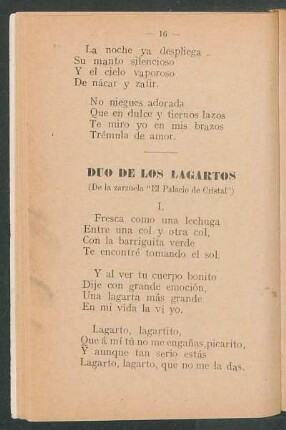 — 16 —
La noche ya despliega
Su manto silencioso
Y el cielo vaporoso
De nácar y zafir.
No niegues adorada
Que en dulce y tiernos lazos
Te miro yo en mis brazos
Trémula de amor.
DUO DE LOS LAGARTOS
(De la zarzuela "El Palacio de Cristal")
I.
Fresca como una lechuga
Entre una col y otra col,
Con la barriguita verde
Te encontré tomando el sol.
Y al ver tu cuerpo bonito
Dije con grande emoción,
Una lagarta más grande
En mi vida la vi yo.
Lagarto, lagartito,
Que á mí tú no me engañas, picarito,
Y aunque tan serio estás
Lagarto, lagarto, que no me la das.